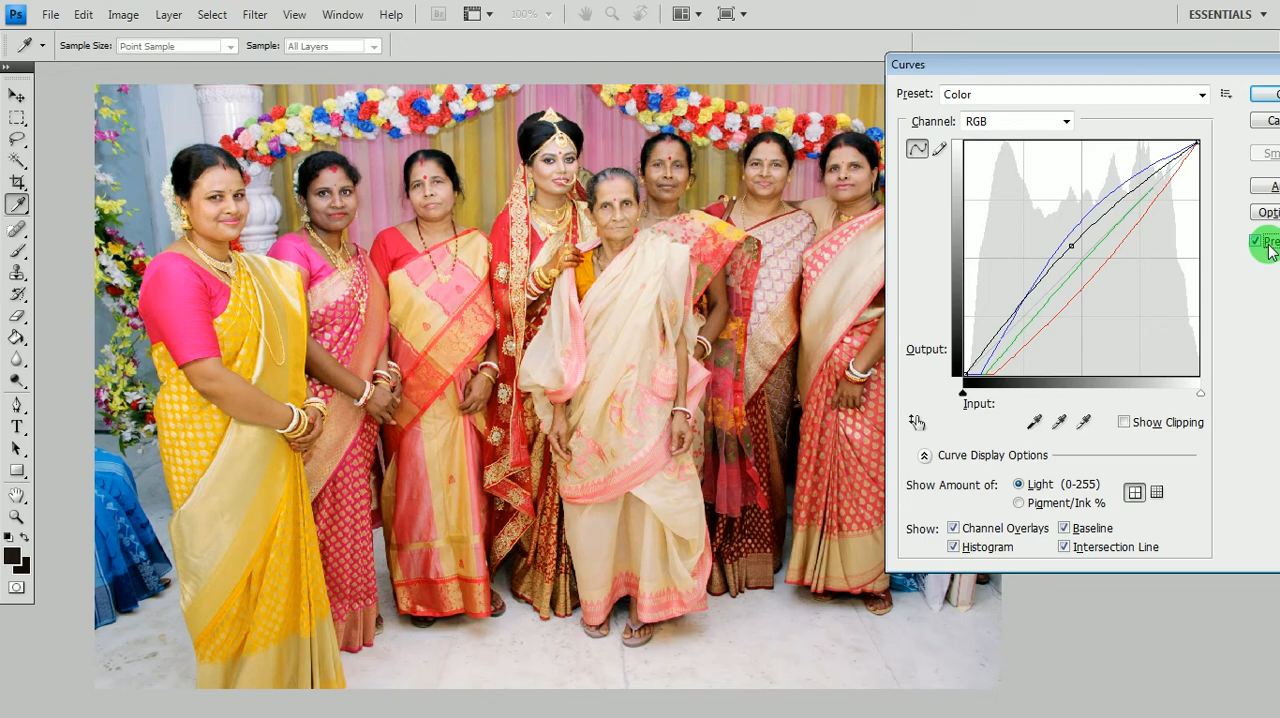 Ps File Edit Image Layer Select Filter View Window Help Br 100% ESSENTIALS
Sample Size: Point Sample Sample: All Layers
Curves
Preset: Color
Channel: RGB
Output:
Input:
Show Clipping
Curve Display Options
Show Amount of: Light (0-255)
Pigment/Ink %
Show: Channel Overlays Baseline
Histogram Intersection Line
T